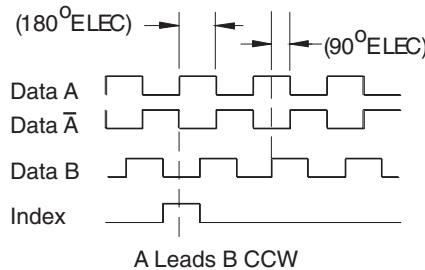 (180°ELEC)
(90°ELEC)
Data A
Data A̅
Data B
Index
A Leads B CCW